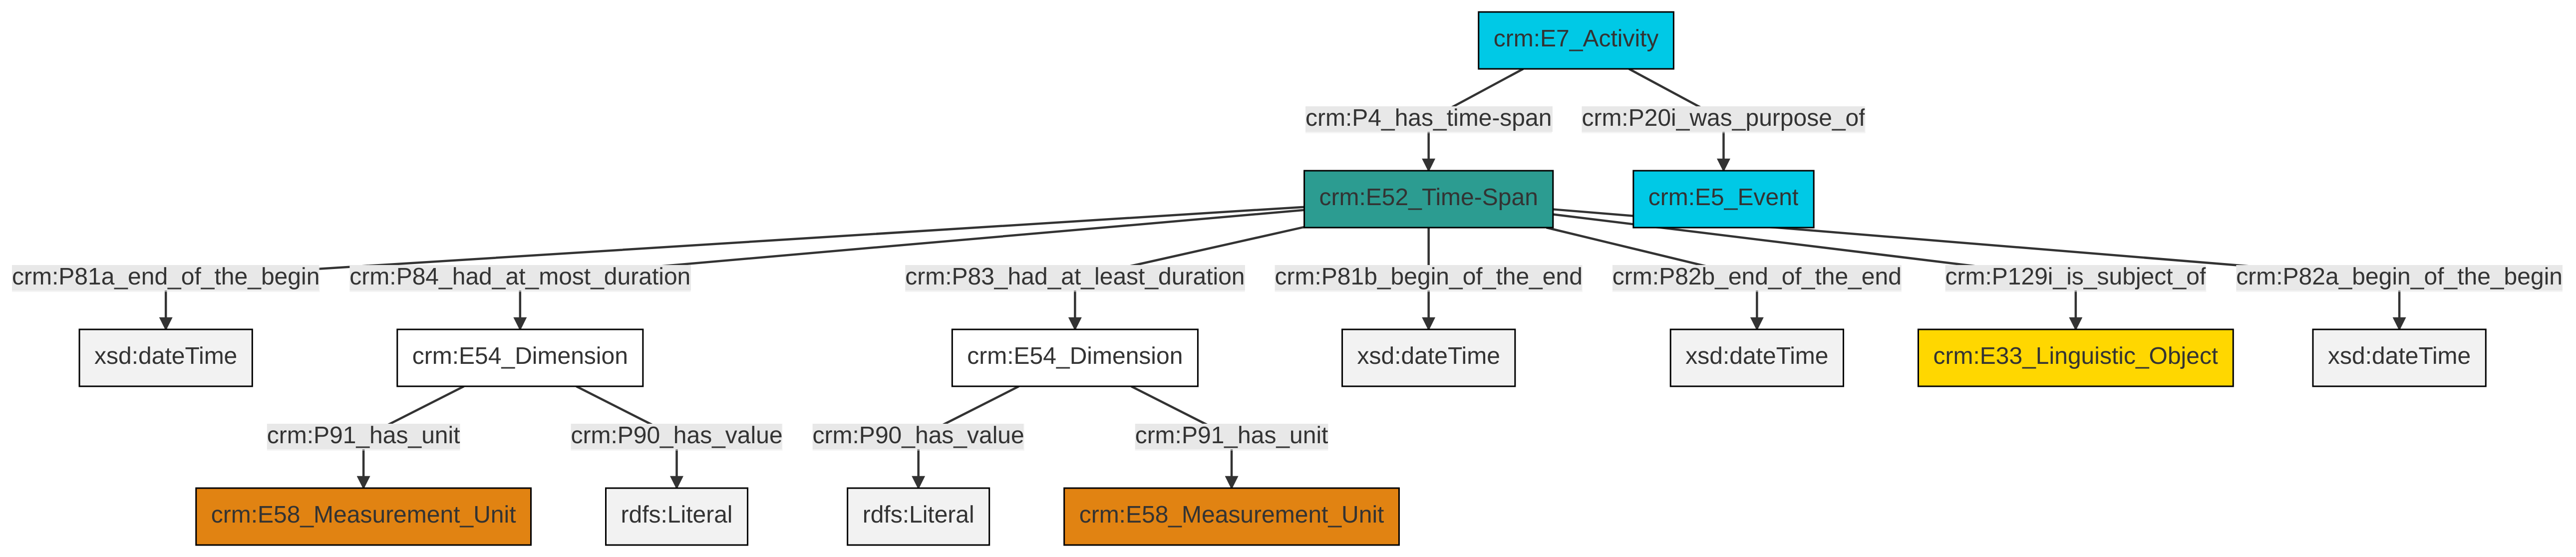 crm:E7_Activity
crm:P4_has_time-span
crm:P20i_was_purpose_of
crm:E52_Time-Span
crm:E5_Event
crm:P81a_end_of_the_begin
crm:P84_had_at_most_duration
crm:P83_had_at_least_duration
crm:P81b_begin_of_the_end
crm:P82b_end_of_the_end
crm:P129i_is_subject_of
crm:P82a_begin_of_the_begin
xsd:dateTime
crm:E54_Dimension
crm:E54_Dimension
xsd:dateTime
xsd:dateTime
crm:E33_Linguistic_Object
xsd:dateTime
crm:P91_has_unit
crm:P90_has_value
crm:P90_has_value
crm:P91_has_unit
crm:E58_Measurement_Unit
rdfs:Literal
rdfs:Literal
crm:E58_Measurement_Unit